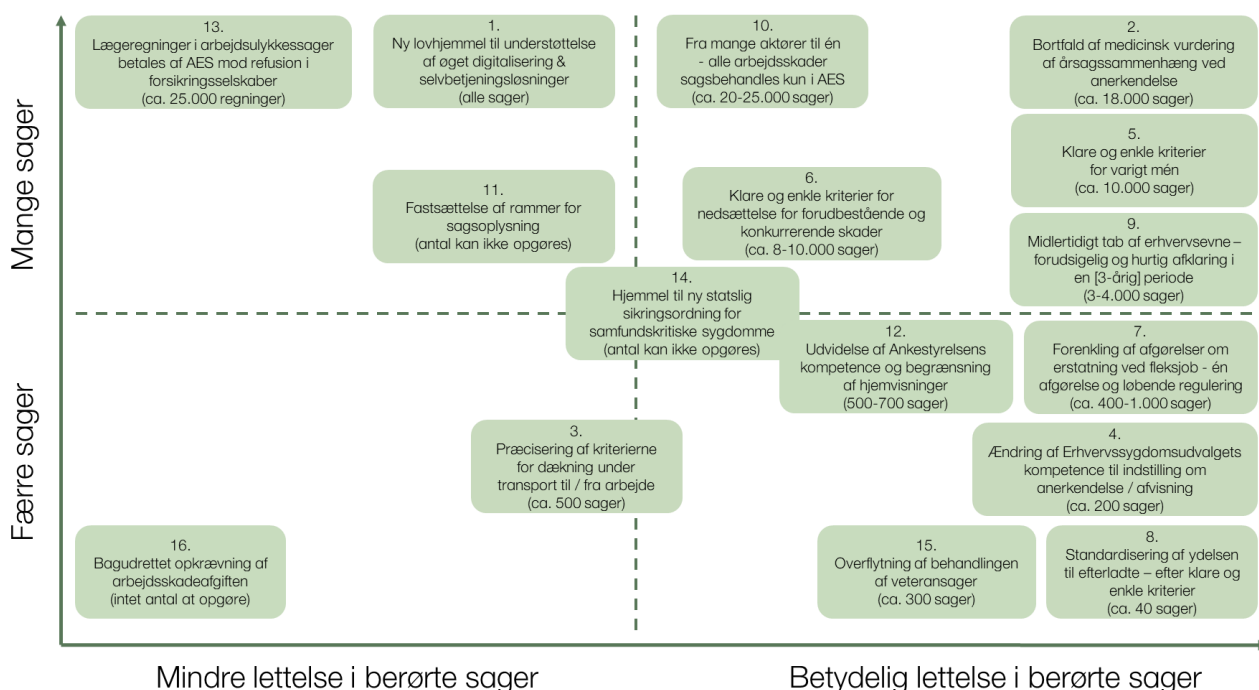 Mange sager
Færre sager
13.
Lægeregninger i arbejdsulykkessager
betales af AES mod refusion i
forsikringsselskaber
(ca. 25.000 regninger)
1.
Ny lovhjemmel til understøttelse
af øget digitalisering &
selvbetjeningsløsninger
(alle sager)
10.
Fra mange aktører til én
- alle arbejdsskader
sagsbehandles kun i AES
(ca. 20-25.000 sager)
2.
Bortfald af medicinsk vurdering
af årsagssammenhæng ved
anerkendelse
(ca. 18.000 sager)
5.
Klare og enkle kriterier
for varigt mén
(ca. 10.000 sager)
11.
Fastsættelse af rammer for
sagsoplysning
(antal kan ikke opgøres)
6.
Klare og enkle kriterier for
nedsættelse for forudbestående og
konkurrerende skader
(ca. 8-10.000 sager)
9.
Midlertidigt tab af erhvervsevne –
forudsigelig og hurtig afklaring i
en [3-årig] periode
(3-4.000 sager)
14.
Hjemmel til ny statslig
sikringsordning for
samfundskritiske sygdomme
(antal kan ikke opgøres)
12.
Udvidelse af Ankestyrelsens
kompetence og begrænsning
af hjemvisninger
(500-700 sager)
7.
Forenkling af afgørelser om
erstatning ved fleksjob - én
afgørelse og løbende regulering
(ca. 400-1.000 sager)
3.
Præcisering af kriterierne
for dækning under
transport til / fra arbejde
(ca. 500 sager)
4.
Ændring af Erhvervssygdomsudvalgets
kompetence til indstilling om
anerkendelse / afvisning
(ca. 200 sager)
16.
Bagudrettet opkrævning af
arbejdsskadeafgiften
(intet antal at opgøre)
15.
Overflytning af behandlingen
af veteransager
(ca. 300 sager)
8.
Standardisering af ydelsen
til efterladte – efter klare og
enkle kriterier
(ca. 40 sager)
Mindre lettelse i berørte sager
Betydelig lettelse i berørte sager